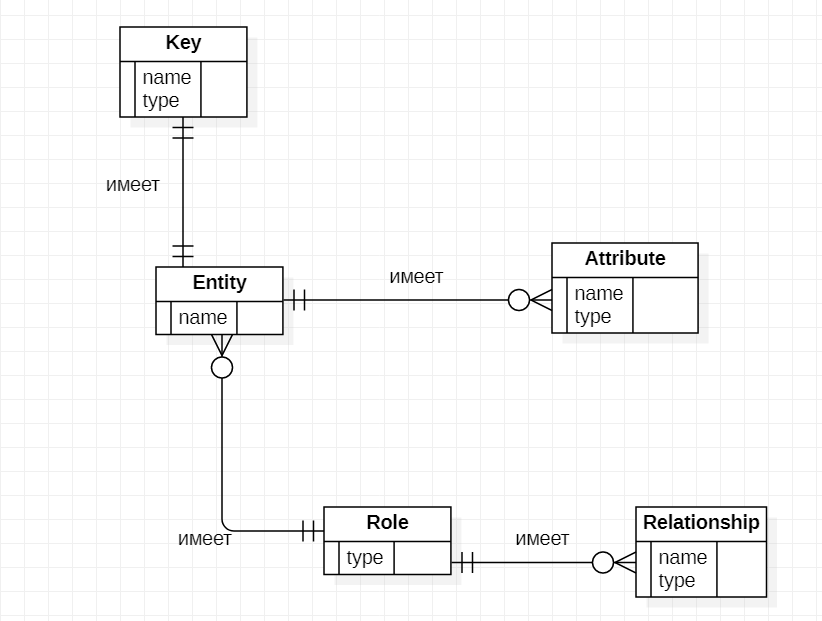 Key
name
type
имеет
Entity
name
имеет
Attribute
name
type
имеет
Role
type
имеет
Relationship
name
type